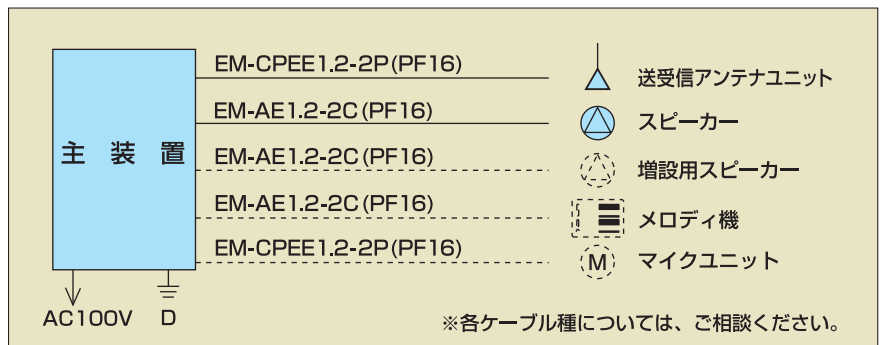 主装置
EM-CPEE1.2-2P(PF16)
送受信アンテナユニット
EM-AE1.2-2C(PF16)
スピーカー
EM-AE1.2-2C(PF16)
増設用スピーカー
EM-AE1.2-2C(PF16)
メロディ機
EM-CPEE1.2-2P(PF16)
M
マイクユニット
AC100V
D
※各ケーブル種については、ご相談ください。